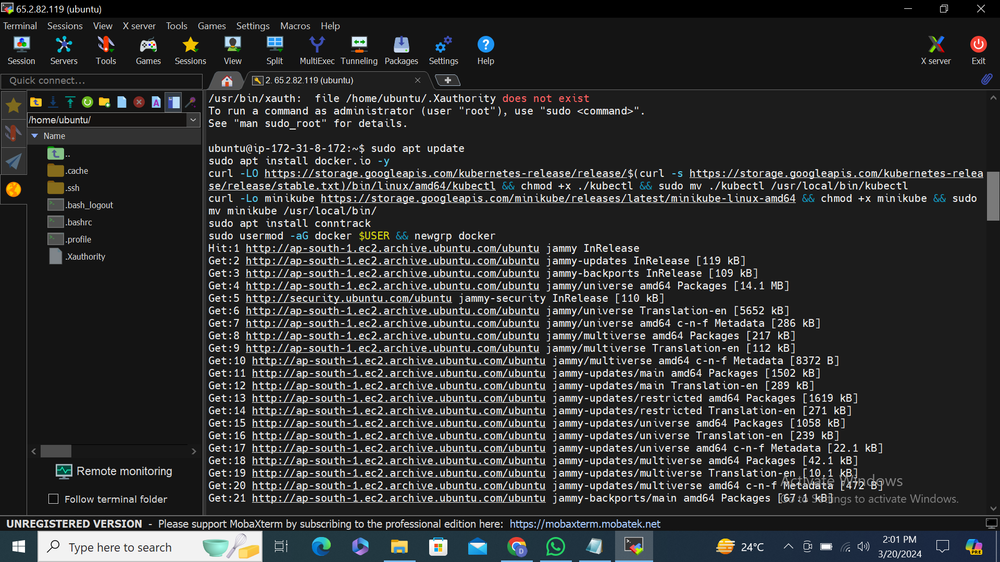 65.2.82.119 (ubuntu)
Terminal Sessions View X server Tools Games Settings Macros Help
Session Servers Tools Games Sessions View Split MultiExec Tunneling Packages Settings Help X server Exit
Quick connect...
2. 65.2.82.119 (ubuntu)
/home/ubuntu/
Name
..
.cache
.ssh
.bash_logout
.bashrc
.profile
.Xauthority
Remote monitoring
Follow terminal folder
/usr/bin/xauth:  file /home/ubuntu/.Xauthority does not exist
To run a command as administrator (user "root"), use "sudo <command>".
See "man sudo_root" for details.
ubuntu@ip-172-31-8-172:~$ sudo apt update
sudo apt install docker.io -y
curl -LO https://storage.googleapis.com/kubernetes-release/release/$(curl -s https://storage.googleapis.com/kubernetes-relea
se/release/stable.txt)/bin/linux/amd64/kubectl && chmod +x ./kubectl && sudo mv ./kubectl /usr/local/bin/kubectl
curl -Lo minikube https://storage.googleapis.com/minikube/releases/latest/minikube-linux-amd64 && chmod +x minikube && sudo
mv minikube /usr/local/bin/
sudo apt install conntrack
sudo usermod -aG docker $USER && newgrp docker
Hit:1 http://ap-south-1.ec2.archive.ubuntu.com/ubuntu jammy InRelease
Get:2 http://ap-south-1.ec2.archive.ubuntu.com/ubuntu jammy-updates InRelease [119 kB]
Get:3 http://ap-south-1.ec2.archive.ubuntu.com/ubuntu jammy-backports InRelease [109 kB]
Get:4 http://ap-south-1.ec2.archive.ubuntu.com/ubuntu jammy/universe amd64 Packages [14.1 MB]
Get:5 http://security.ubuntu.com/ubuntu jammy-security InRelease [110 kB]
Get:6 http://ap-south-1.ec2.archive.ubuntu.com/ubuntu jammy/universe Translation-en [5652 kB]
Get:7 http://ap-south-1.ec2.archive.ubuntu.com/ubuntu jammy/universe amd64 c-n-f Metadata [286 kB]
Get:8 http://ap-south-1.ec2.archive.ubuntu.com/ubuntu jammy/multiverse amd64 Packages [217 kB]
Get:9 http://ap-south-1.ec2.archive.ubuntu.com/ubuntu jammy/multiverse Translation-en [112 kB]
Get:10 http://ap-south-1.ec2.archive.ubuntu.com/ubuntu jammy/multiverse amd64 c-n-f Metadata [8372 B]
Get:11 http://ap-south-1.ec2.archive.ubuntu.com/ubuntu jammy-updates/main amd64 Packages [1502 kB]
Get:12 http://ap-south-1.ec2.archive.ubuntu.com/ubuntu jammy-updates/main Translation-en [289 kB]
Get:13 http://ap-south-1.ec2.archive.ubuntu.com/ubuntu jammy-updates/restricted amd64 Packages [1619 kB]
Get:14 http://ap-south-1.ec2.archive.ubuntu.com/ubuntu jammy-updates/restricted Translation-en [271 kB]
Get:15 http://ap-south-1.ec2.archive.ubuntu.com/ubuntu jammy-updates/universe amd64 Packages [1058 kB]
Get:16 http://ap-south-1.ec2.archive.ubuntu.com/ubuntu jammy-updates/universe Translation-en [239 kB]
Get:17 http://ap-south-1.ec2.archive.ubuntu.com/ubuntu jammy-updates/universe amd64 c-n-f Metadata [22.1 kB]
Get:18 http://ap-south-1.ec2.archive.ubuntu.com/ubuntu jammy-updates/multiverse amd64 Packages [42.1 kB]
Get:19 http://ap-south-1.ec2.archive.ubuntu.com/ubuntu jammy-updates/multiverse Translation-en [10.1 kB]
Get:20 http://ap-south-1.ec2.archive.ubuntu.com/ubuntu jammy-updates/multiverse amd64 c-n-f Metadata [472 B]
Get:21 http://ap-south-1.ec2.archive.ubuntu.com/ubuntu jammy-backports/main amd64 Packages [67.1 kB]
Activate Windows
Go to Settings to activate Windows.
UNREGISTERED VERSION - Please support MobaXterm by subscribing to the professional edition here: https://mobaxterm.mobatek.net
Type here to search
D
24°C
2:01 PM
3/20/2024
PRE